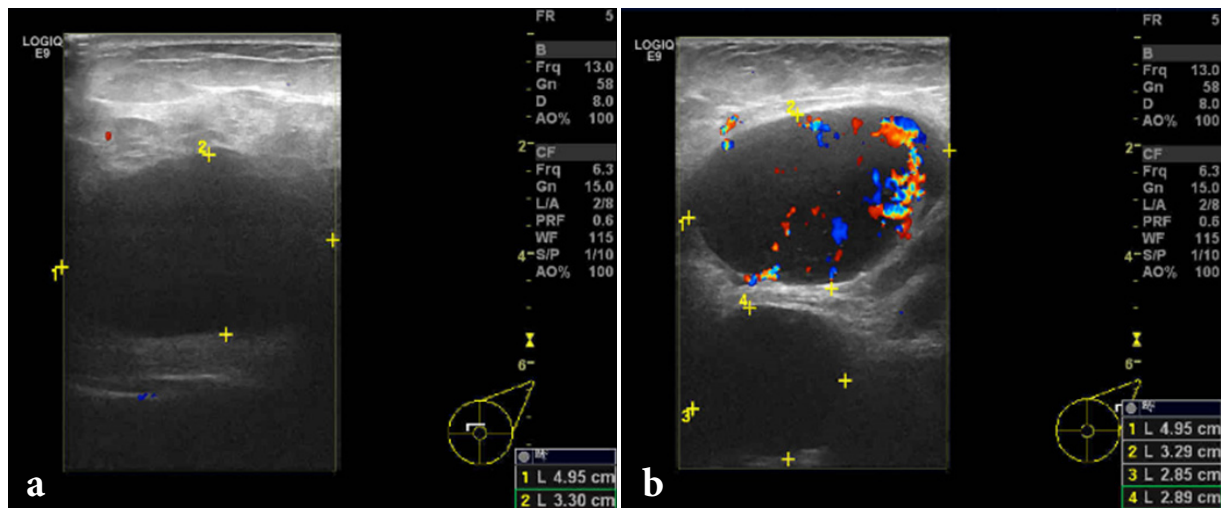 FR 5
LOGIQ
E9
B
Frq 13.0
Gn 58
D 8.0
AO% 100
2
2
CF
Frq 6.3
Gn 15.0
L/A 2/8
PRF 0.6
WF 115
S/P 1/10
AO% 100
1
4
6
1 L 4.95 cm
2 L 3.30 cm
a
FR 5
LOGIQ
E9
B
Frq 13.0
Gn 58
D 8.0
AO% 100
2
2
CF
Frq 6.3
Gn 15.0
L/A 2/8
PRF 0.6
WF 115
S/P 1/10
AO% 100
1
4
4
6
3
1 L 4.95 cm
2 L 3.29 cm
3 L 2.85 cm
4 L 2.89 cm
b